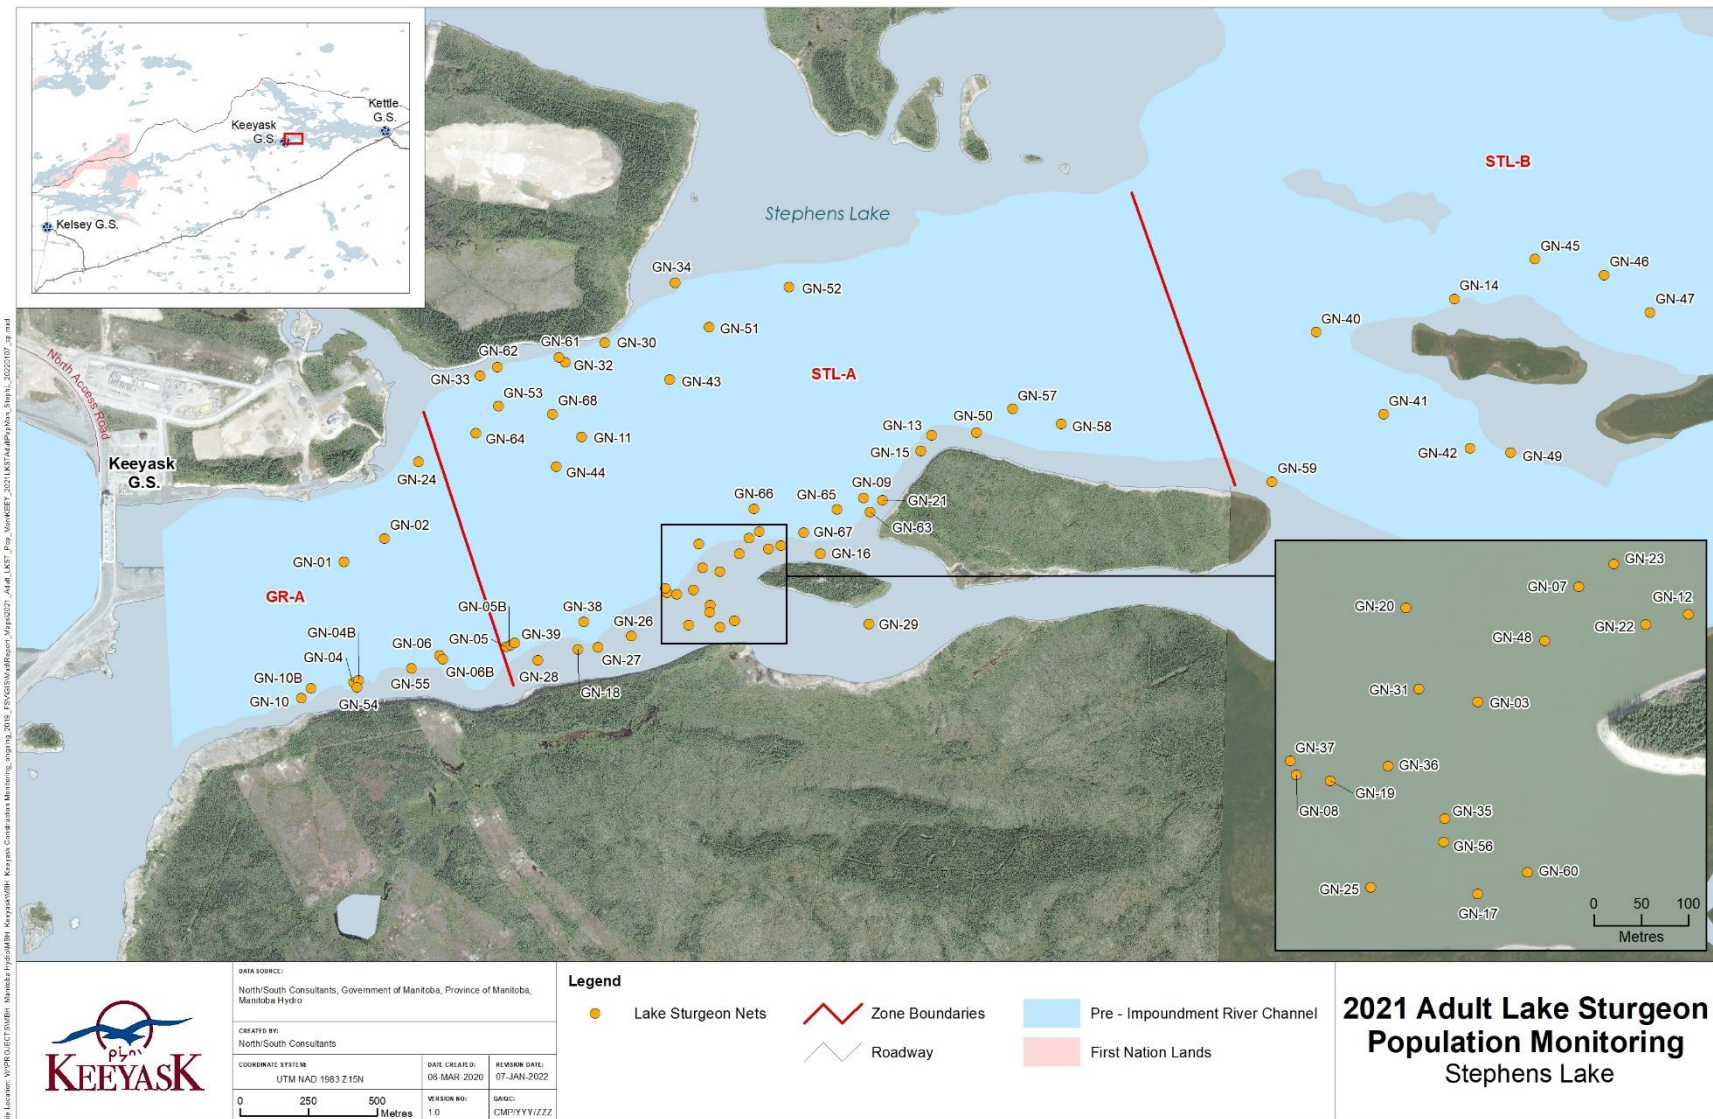 Kettle
G.S.
Keeyask
G.S.
Kelsey G.S.
Stephens Lake
STL-B
STL-A
GR-A
North Access Road
Keeyask
G.S.
GN-34
GN-52
GN-51
GN-30
GN-61
GN-62
GN-32
GN-33
GN-43
GN-53
GN-68
GN-64
GN-11
GN-44
GN-24
GN-02
GN-01
GN-45
GN-46
GN-14
GN-47
GN-40
GN-41
GN-42
GN-49
GN-59
GN-57
GN-50
GN-58
GN-13
GN-15
GN-09
GN-21
GN-65
GN-66
GN-63
GN-67
GN-16
GN-29
GN-05B
GN-38
GN-39
GN-26
GN-05
GN-04B
GN-06
GN-04
GN-06B
GN-27
GN-28
GN-18
GN-10B
GN-55
GN-10
GN-54
GN-23
GN-07
GN-12
GN-20
GN-22
GN-48
GN-31
GN-03
GN-37
GN-36
GN-19
GN-08
GN-35
GN-56
GN-60
GN-25
GN-17
0 50 100
Metres
KEEYASK
DATA SOURCE:
North/South Consultants, Government of Manitoba, Province of Manitoba,
Manitoba Hydro
CREATED BY:
North/South Consultants
COORDINATE SYSTEM:
UTM NAD 1983 Z15N
DATE CREATED:
06-MAR-2020
REVISION DATE:
07-JAN-2022
0 250 500
Metres
VERSION NO:
1.0
QA/QC:
CMP/YYY/ZZZ
Legend
Lake Sturgeon Nets
Zone Boundaries
Pre - Impoundment River Channel
Roadway
First Nation Lands
2021 Adult Lake Sturgeon
Population Monitoring
Stephens Lake